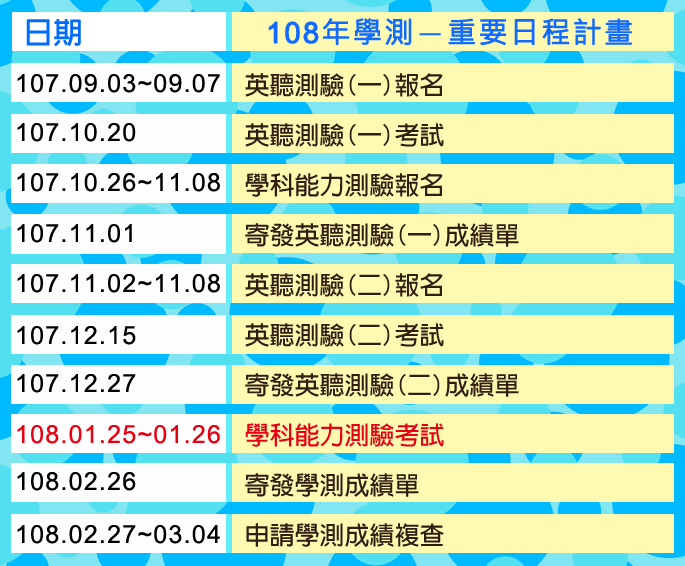 日期 108年學測－重要日程計畫
107.09.03~09.07 英聽測驗(一)報名
107.10.20 英聽測驗(一)考試
107.10.26~11.08 學科能力測驗報名
107.11.01 寄發英聽測驗(一)成績單
107.11.02~11.08 英聽測驗(二)報名
107.12.15 英聽測驗(二)考試
107.12.27 寄發英聽測驗(二)成績單
108.01.25~01.26 學科能力測驗考試
108.02.26 寄發學測成績單
108.02.27~03.04 申請學測成績複查